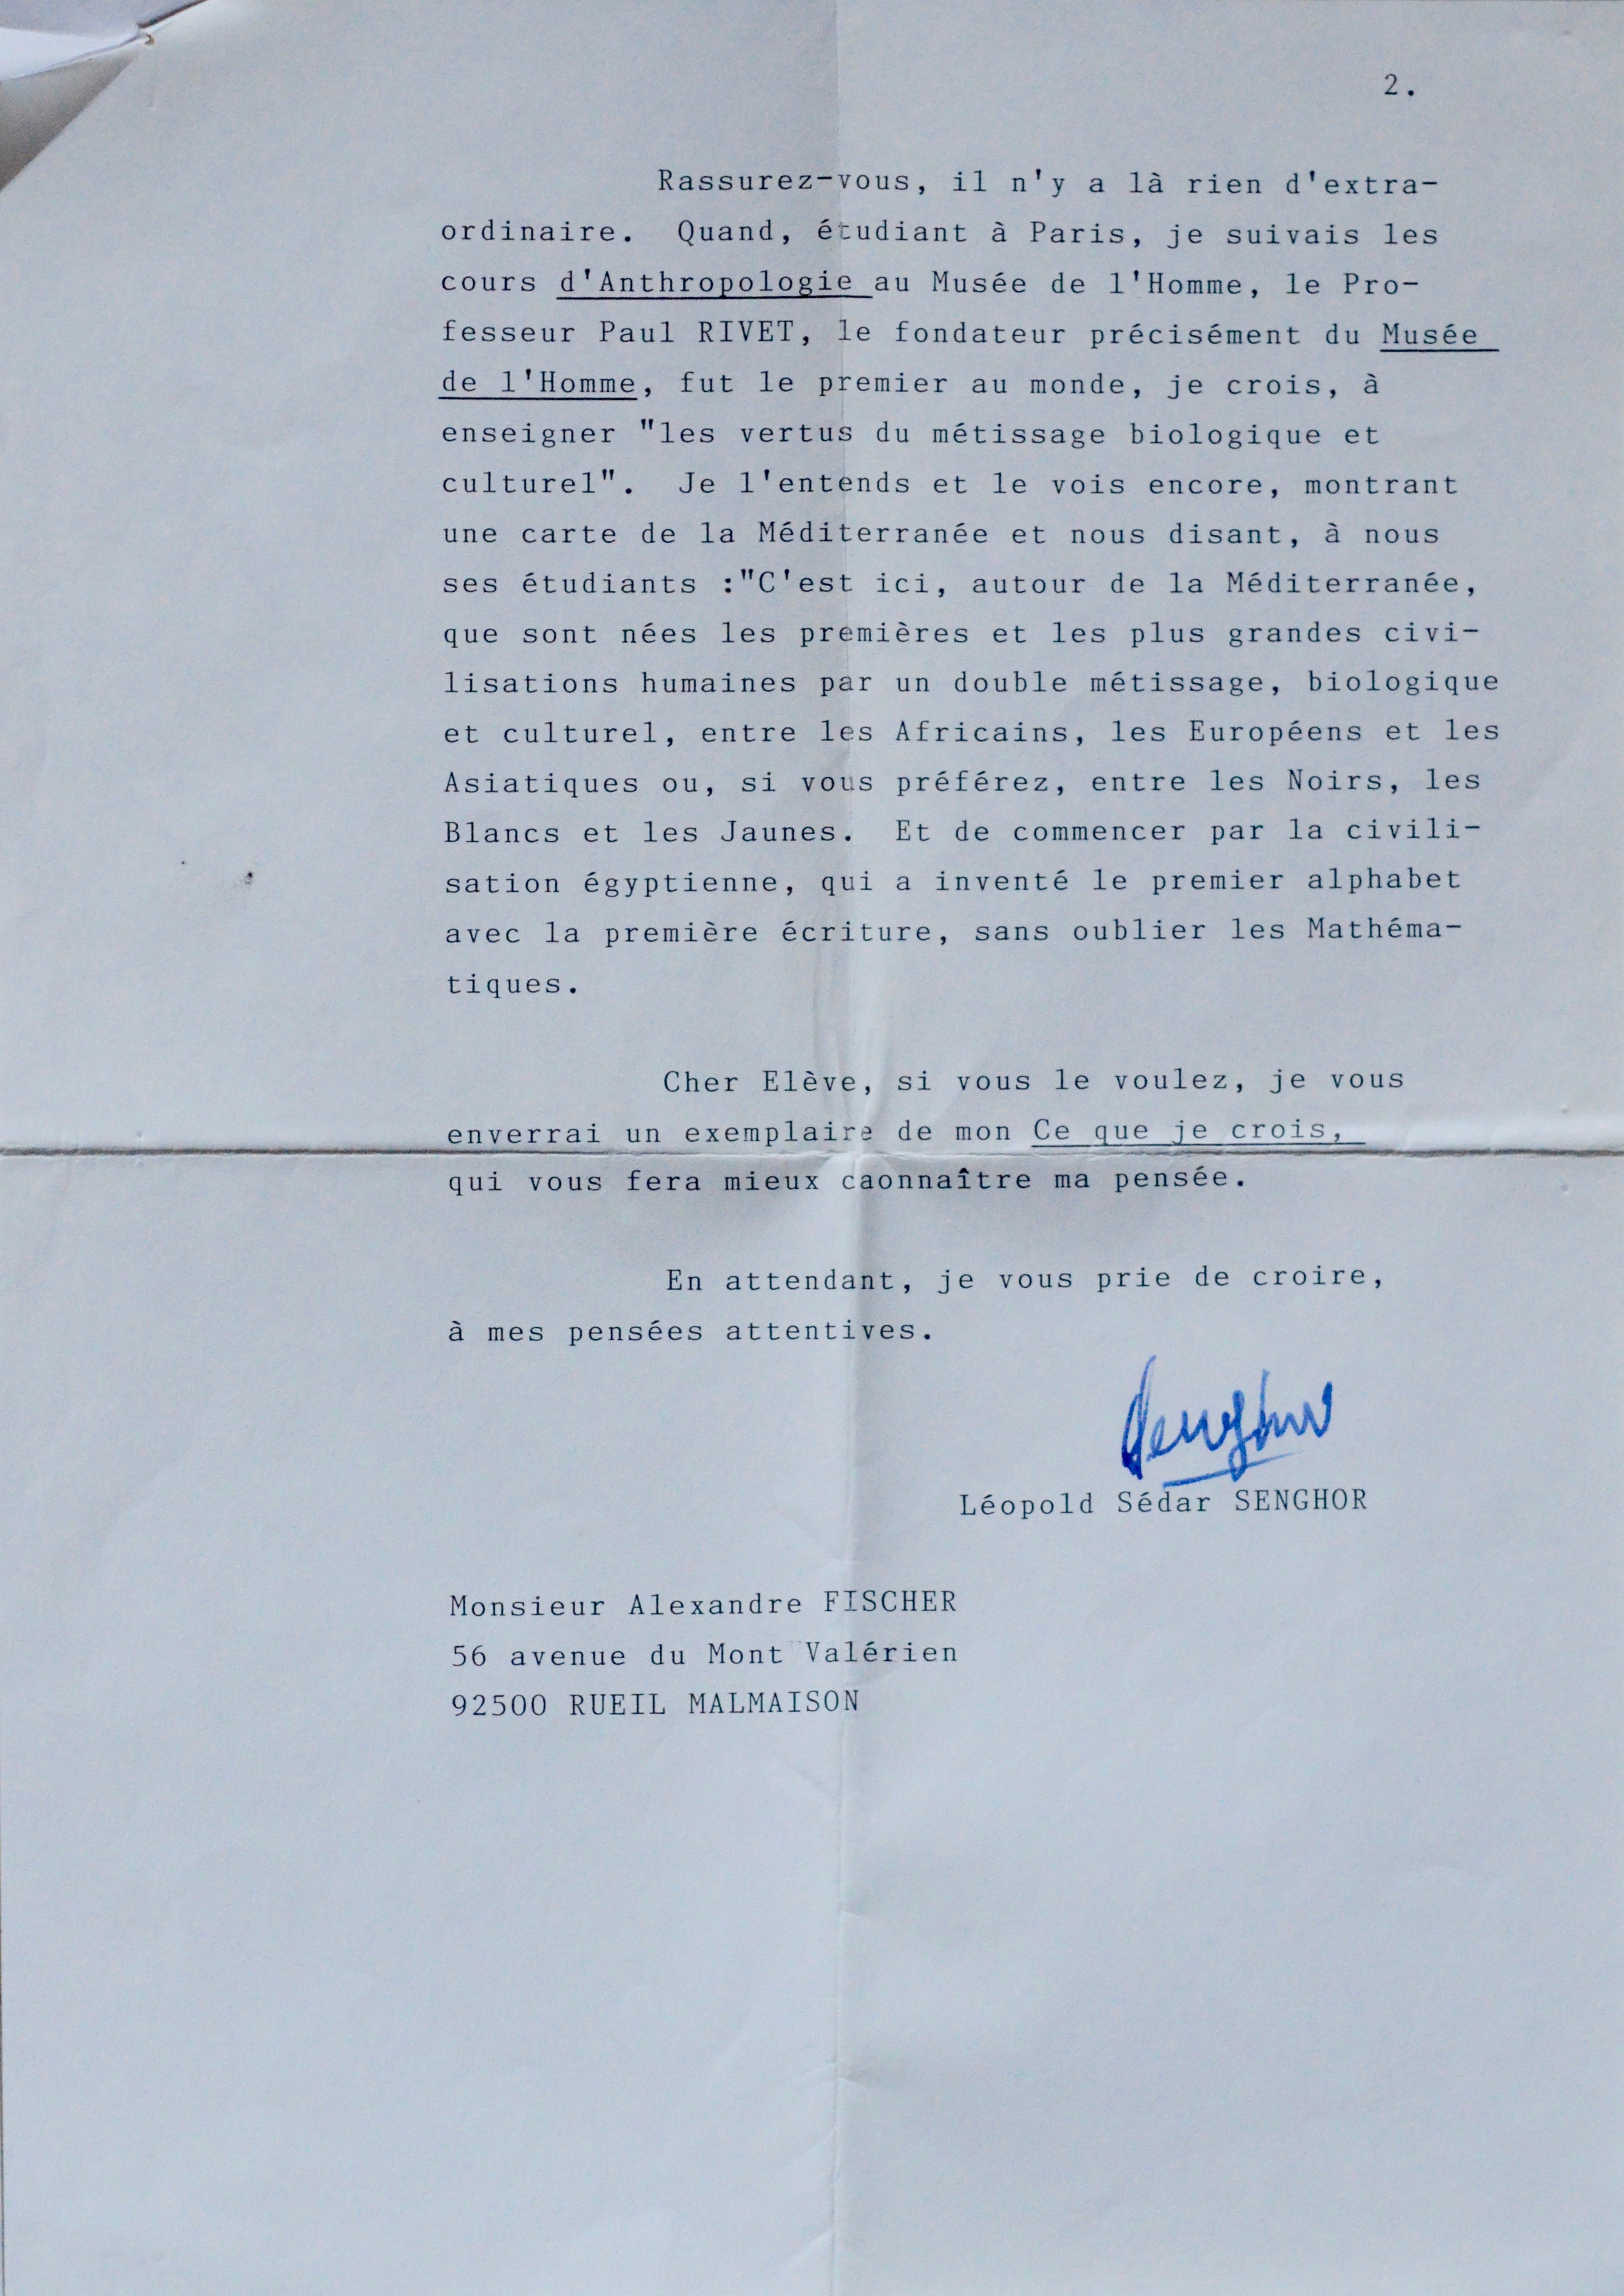 2.
Rassurez-vous, il n'y a là rien d'extra-
ordinaire. Quand, étudiant à Paris, je suivais les
cours d'Anthropologie au Musée de l'Homme, le Pro-
fesseur Paul RIVET, le fondateur précisément du Musée
de l'Homme, fut le premier au monde, je crois, à
enseigner "les vertus du métissage biologique et
culturel". Je l'entends et le vois encore, montrant
une carte de la Méditerranée et nous disant, à nous
ses étudiants :"C'est ici, autour de la Méditerranée,
que sont nées les premières et les plus grandes civi-
lisations humaines par un double métissage, biologique
et culturel, entre les Africains, les Européens et les
Asiatiques ou, si vous préférez, entre les Noirs, les
Blancs et les Jaunes. Et de commencer par la civili-
sation égyptienne, qui a inventé le premier alphabet
avec la première écriture, sans oublier les Mathéma-
tiques.
Cher Elève, si vous le voulez, je vous
enverrai un exemplaire de mon Ce que je crois,
qui vous fera mieux caonnaître ma pensée.
En attendant, je vous prie de croire,
à mes pensées attentives.
Senghor
Léopold Sédar SENGHOR
Monsieur Alexandre FISCHER
56 avenue du Mont Valérien
92500 RUEIL MALMAISON